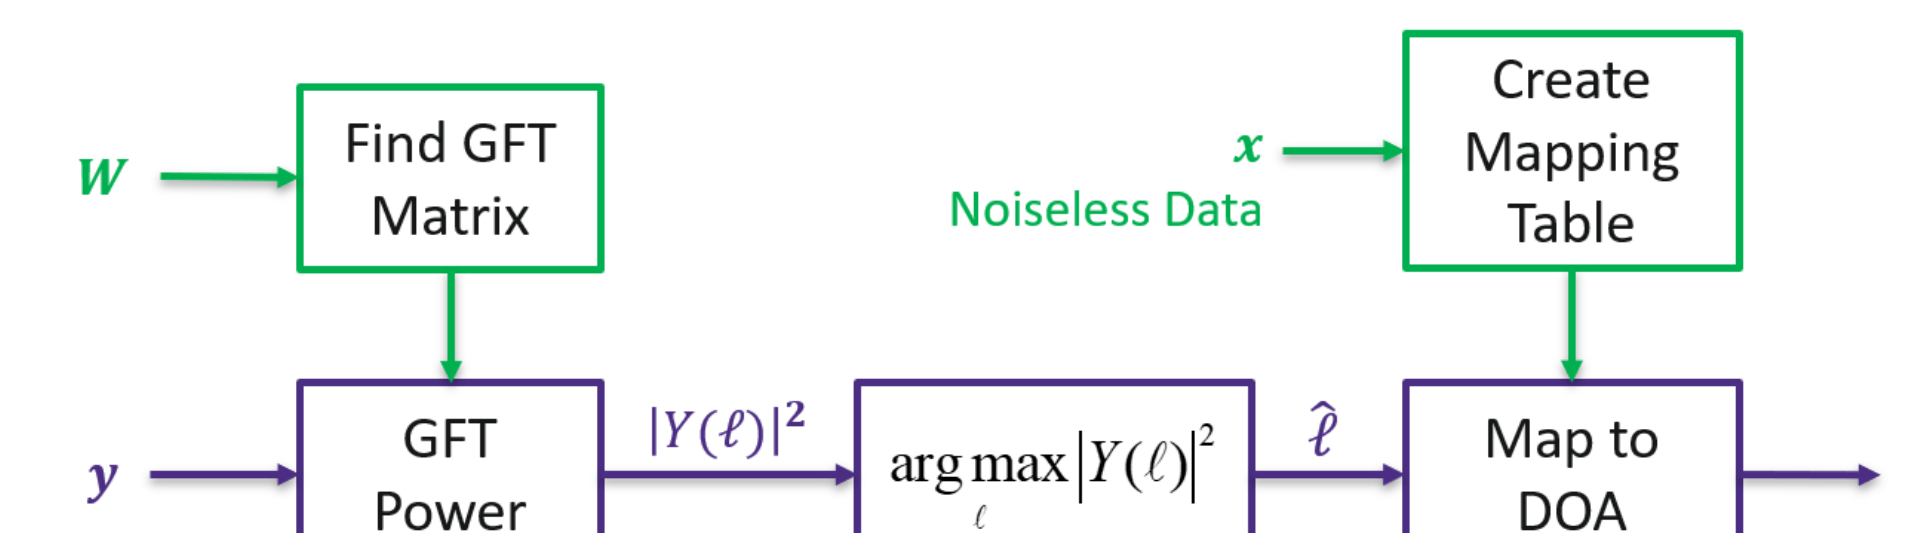 W
Find GFT
Matrix
x
Noiseless Data
Create
Mapping
Table
y
GFT
Power
|Y(ℓ)|²
arg max|Y(ℓ)|²
ℓ
ℓ̂
Map to
DOA